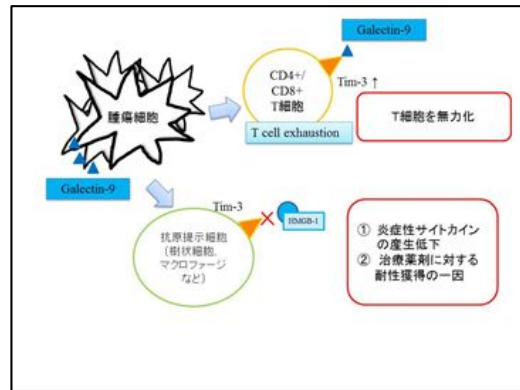 Galectin-9
CD4+/
CD8+
T細胞
Tim-3 ↑
腫瘍細胞
T cell exhaustion
T細胞を無力化
Galectin-9
Tim-3
HMGB-1
抗原提示細胞
(樹状細胞、
マクロファージ
など)
① 炎症性サイトカイン
の産生低下
② 治療薬剤に対する
耐性獲得の一因